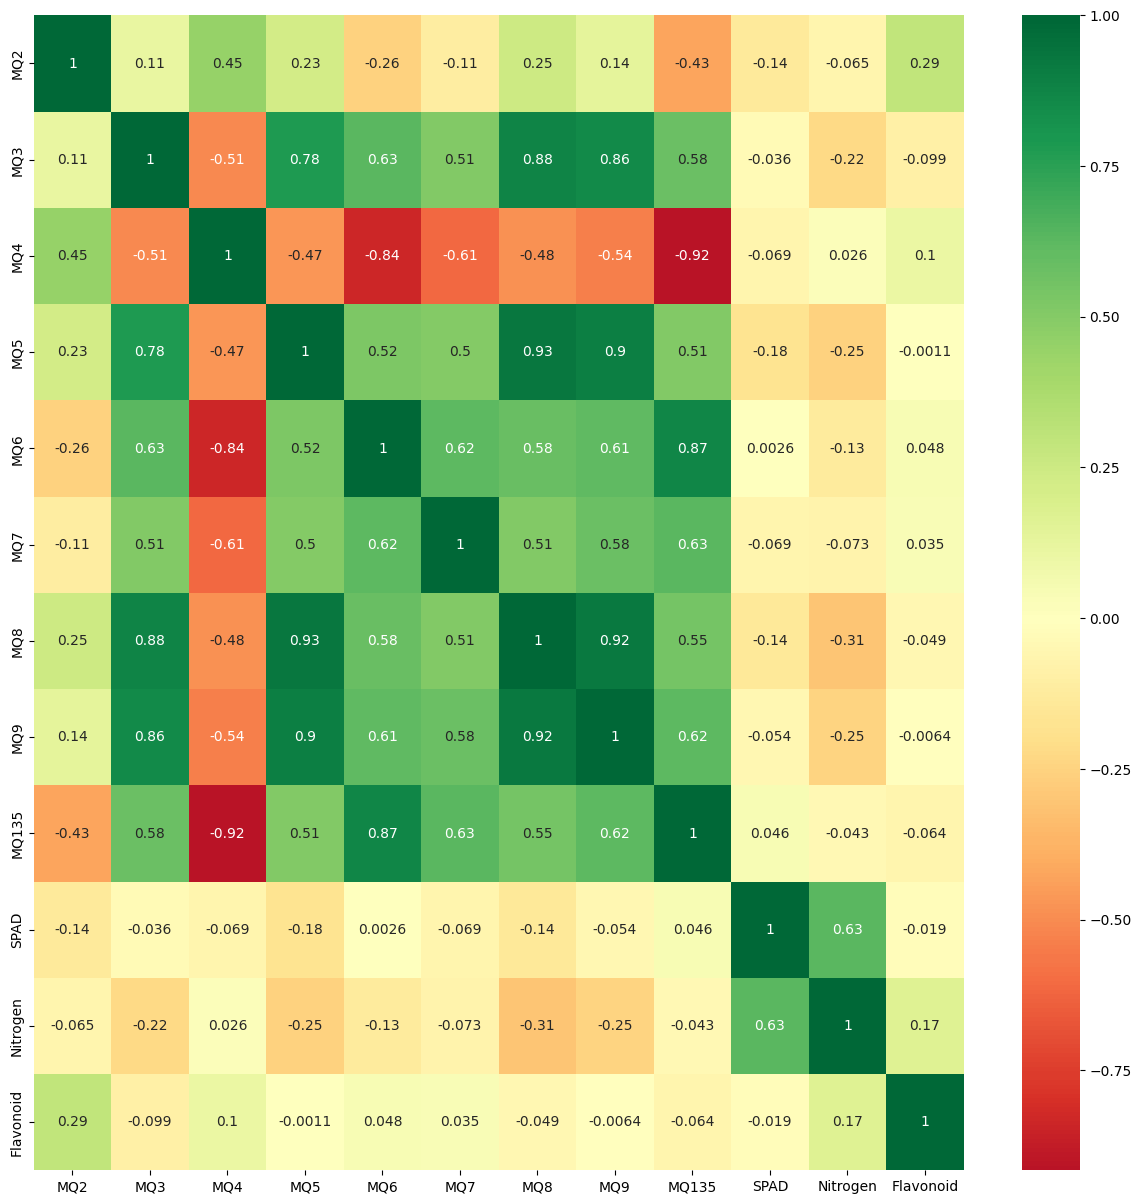 MQ2 1 0.11 0.45 0.23 -0.26 -0.11 0.25 0.14 -0.43 -0.14 -0.065 0.29
MQ3 0.11 1 -0.51 0.78 0.63 0.51 0.88 0.86 0.58 -0.036 -0.22 -0.099
MQ4 0.45 -0.51 1 -0.47 -0.84 -0.61 -0.48 -0.54 -0.92 -0.069 0.026 0.1
MQ5 0.23 0.78 -0.47 1 0.52 0.5 0.93 0.9 0.51 -0.18 -0.25 -0.0011
MQ6 -0.26 0.63 -0.84 0.52 1 0.62 0.58 0.61 0.87 0.0026 -0.13 0.048
MQ7 -0.11 0.51 -0.61 0.5 0.62 1 0.51 0.58 0.63 -0.069 -0.073 0.035
MQ8 0.25 0.88 -0.48 0.93 0.58 0.51 1 0.92 0.55 -0.14 -0.31 -0.049
MQ9 0.14 0.86 -0.54 0.9 0.61 0.58 0.92 1 0.62 -0.054 -0.25 -0.0064
MQ135 -0.43 0.58 -0.92 0.51 0.87 0.63 0.55 0.62 1 0.046 -0.043 -0.064
SPAD -0.14 -0.036 -0.069 -0.18 0.0026 -0.069 -0.14 -0.054 0.046 1 0.63 -0.019
Nitrogen -0.065 -0.22 0.026 -0.25 -0.13 -0.073 -0.31 -0.25 -0.043 0.63 1 0.17
Flavonoid 0.29 -0.099 0.1 -0.0011 0.048 0.035 -0.049 -0.0064 -0.064 -0.019 0.17 1
MQ2 MQ3 MQ4 MQ5 MQ6 MQ7 MQ8 MQ9 MQ135 SPAD Nitrogen Flavonoid
1.00
0.75
0.50
0.25
0.00
−0.25
−0.50
−0.75